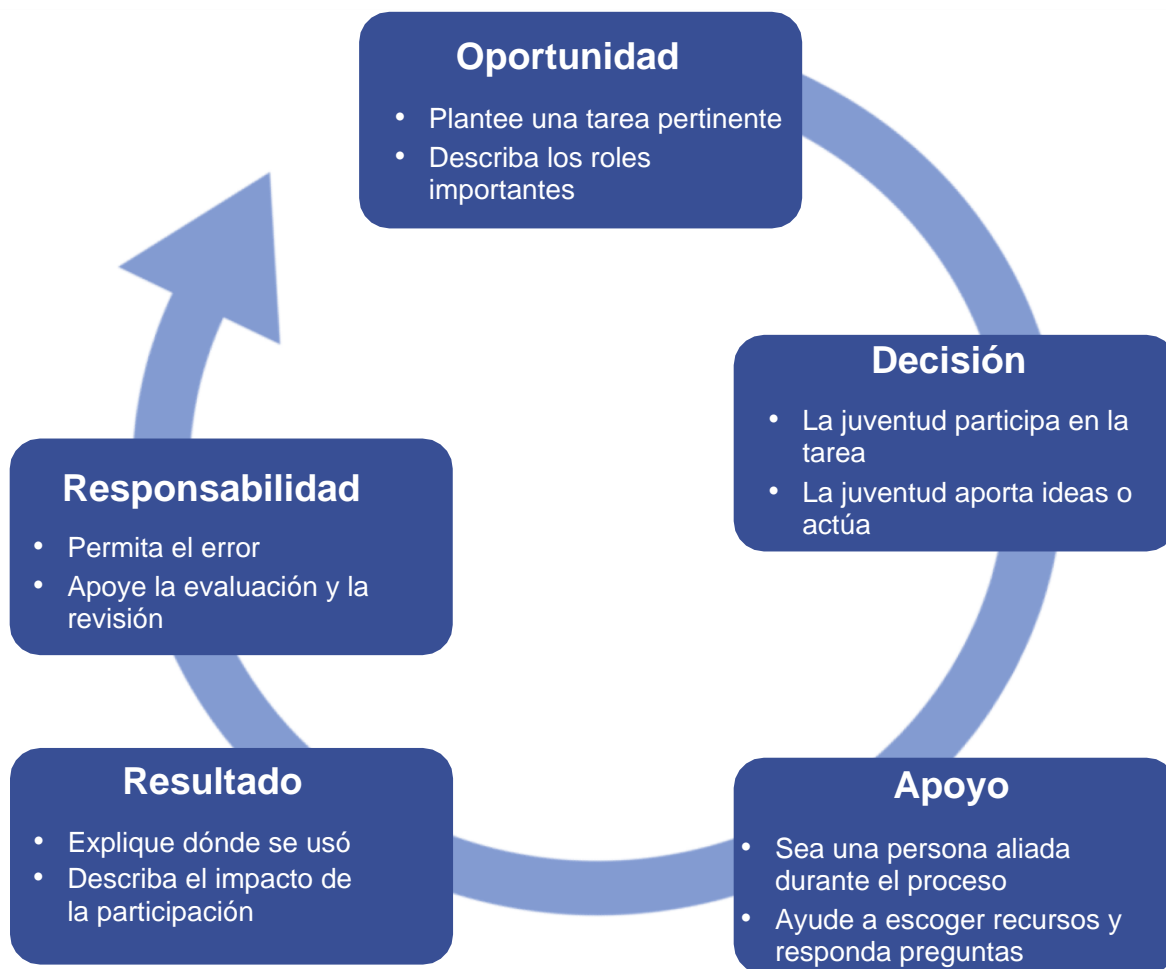 Oportunidad
• Plantee una tarea pertinente
• Describa los roles
importantes
Decisión
• La juventud participa en la
tarea
• La juventud aporta ideas o
actúa
Apoyo
• Sea una persona aliada
durante el proceso
• Ayude a escoger recursos y
responda preguntas
Resultado
• Explique dónde se usó
• Describa el impacto de
la participación
Responsabilidad
• Permita el error
• Apoye la evaluación y la
revisión